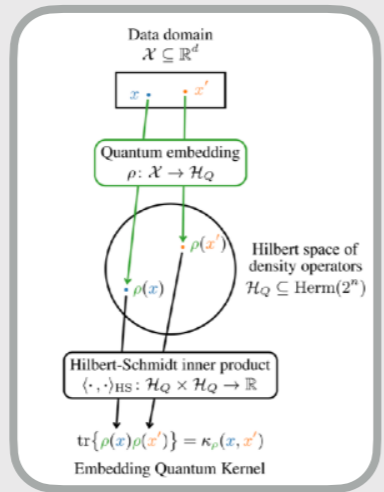 Data domain
𝒳 ⊆ ℝ^d
x x′
Quantum embedding
ρ: 𝒳 → ℋ_Q
ρ(x′)
ρ(x)
Hilbert space of
density operators
ℋ_Q ⊆ Herm(2^n)
Hilbert-Schmidt inner product
⟨·,·⟩_HS: ℋ_Q × ℋ_Q → ℝ
tr{ρ(x)ρ(x′)} = κ_ρ(x, x′)
Embedding Quantum Kernel